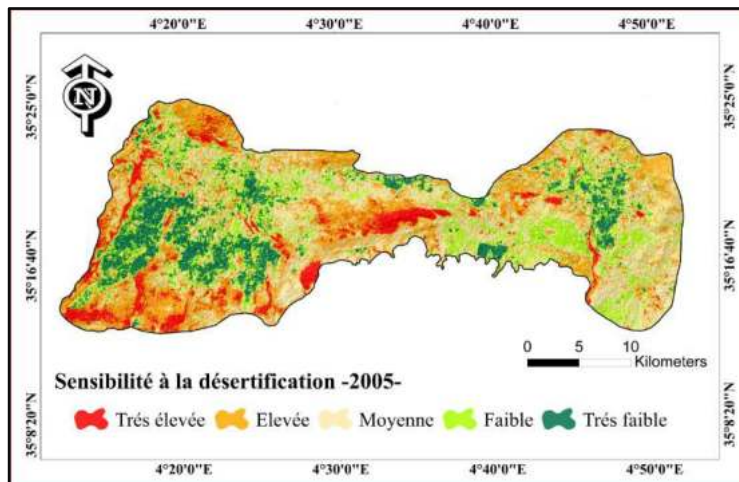 4°20'0"E 4°30'0"E 4°40'0"E 4°50'0"E
35°25'0"N 35°25'0"N
N
35°16'40"N 35°16'40"N
0 5 10
Kilometers
Sensibilité à la désertification -2005-
Trés élevée Elevée Moyenne Faible Trés faible
35°8'20"N 35°8'20"N
4°20'0"E 4°30'0"E 4°40'0"E 4°50'0"E